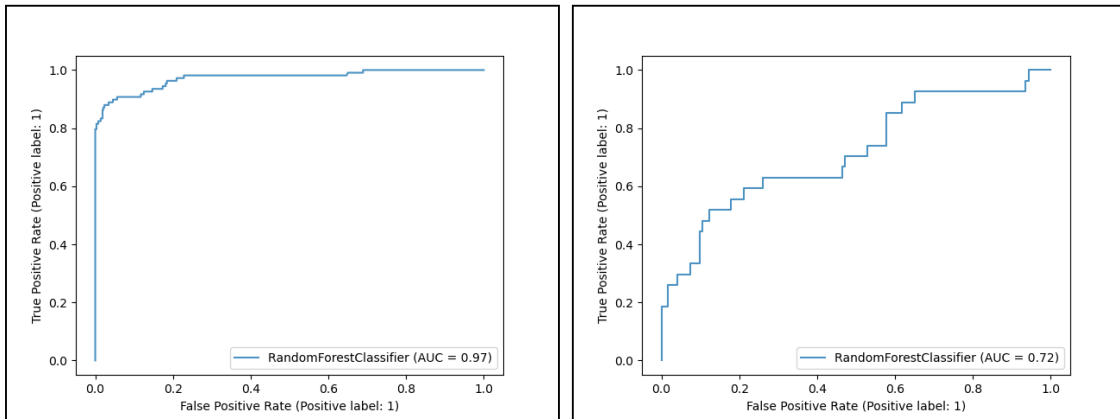 True Positive Rate (Positive label: 1)
1.0
0.8
0.6
0.4
0.2
0.0
RandomForestClassifier (AUC = 0.97)
0.0 0.2 0.4 0.6 0.8 1.0
False Positive Rate (Positive label: 1)
True Positive Rate (Positive label: 1)
1.0
0.8
0.6
0.4
0.2
0.0
RandomForestClassifier (AUC = 0.72)
0.0 0.2 0.4 0.6 0.8 1.0
False Positive Rate (Positive label: 1)